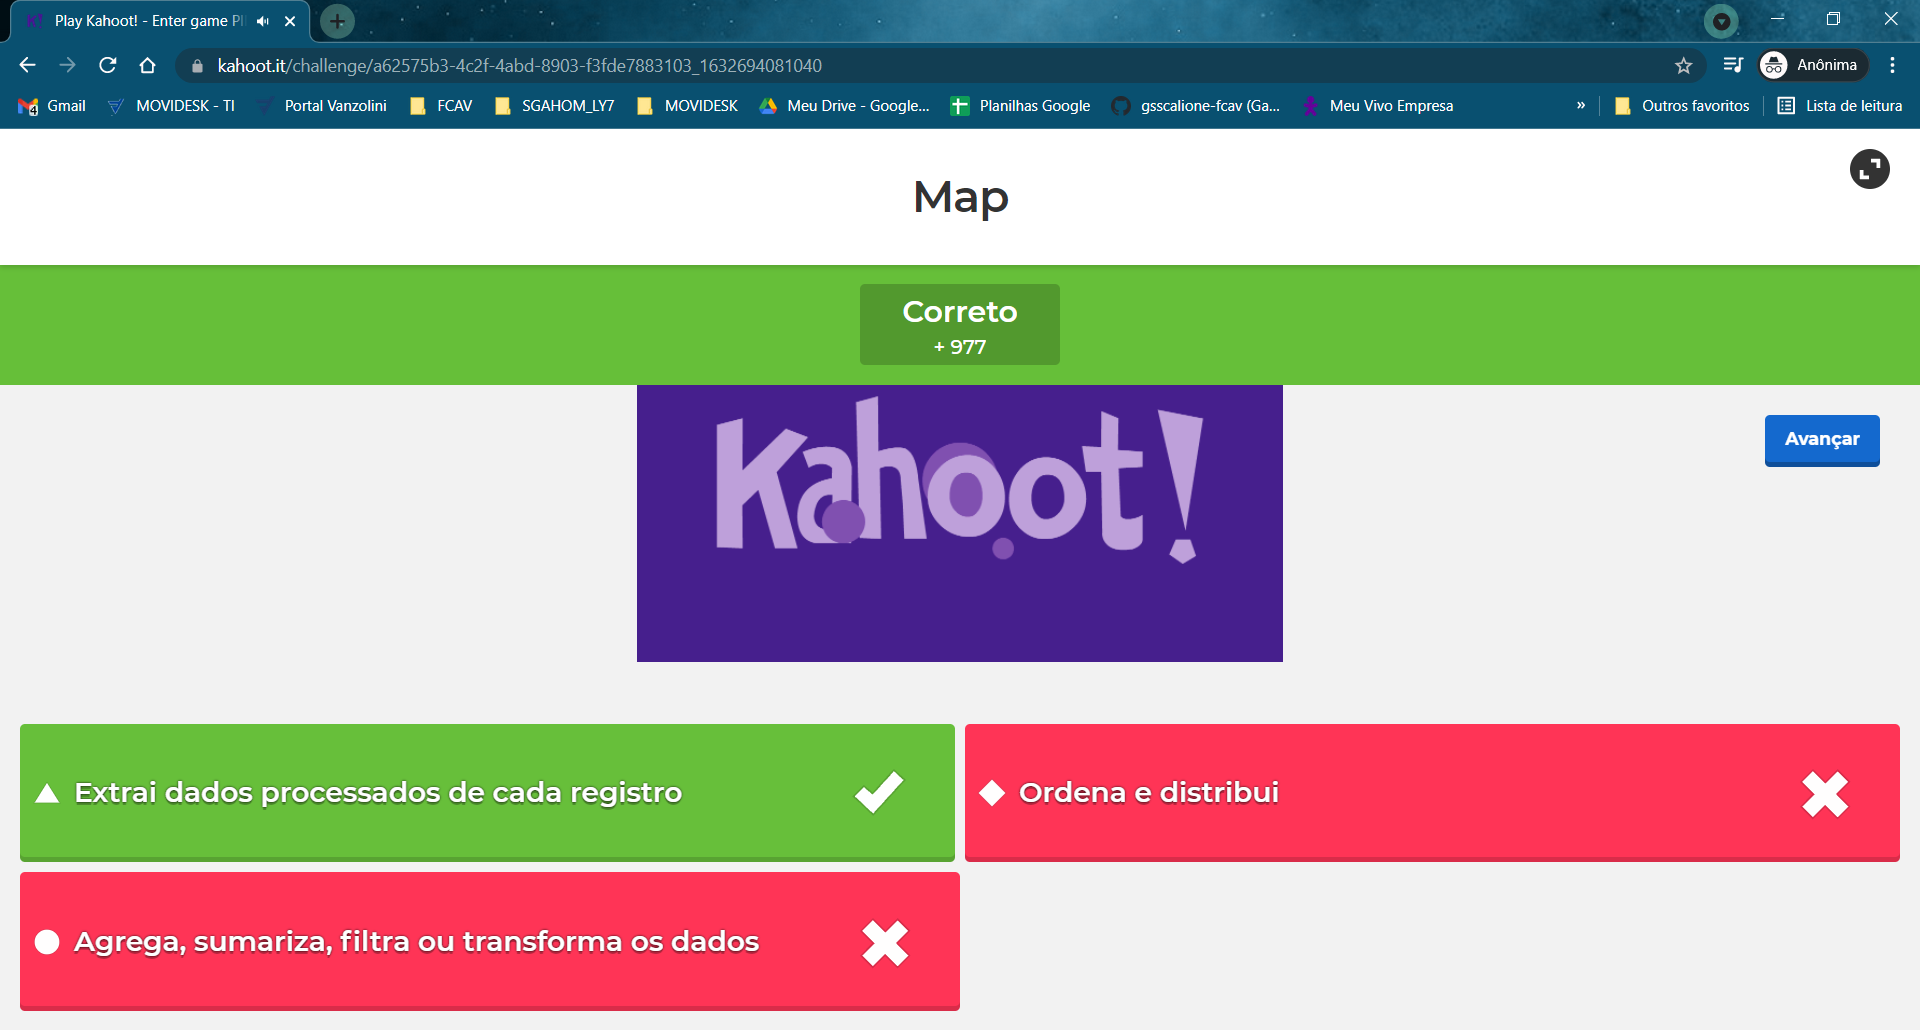 Play Kahoot! - Enter game P
kahoot.it/challenge/a62575b3-4c2f-4abd-8903-f3fde7883103_1632694081040
Anônima
4
Gmail
MOVIDESK - TI
Portal Vanzolini
FCAV
SGAHOM_LY7
MOVIDESK
Meu Drive - Google...
Planilhas Google
gsscalione-fcav (Ga...
Meu Vivo Empresa
»
Outros favoritos
Lista de leitura
Map
Correto
+ 977
Kahoot!
Avançar
Extrai dados processados de cada registro
Ordena e distribui
Agrega, sumariza, filtra ou transforma os dados